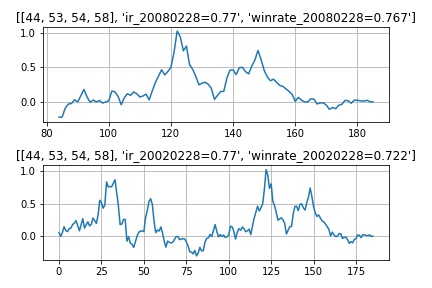 [[44, 53, 54, 58], 'ir_20080228=0.77', 'winrate_20080228=0.767']
1.0
0.5
0.0
80 100 120 140 160 180
[[44, 53, 54, 58], 'ir_20020228=0.77', 'winrate_20020228=0.722']
1.0
0.5
0.0
0 25 50 75 100 125 150 175